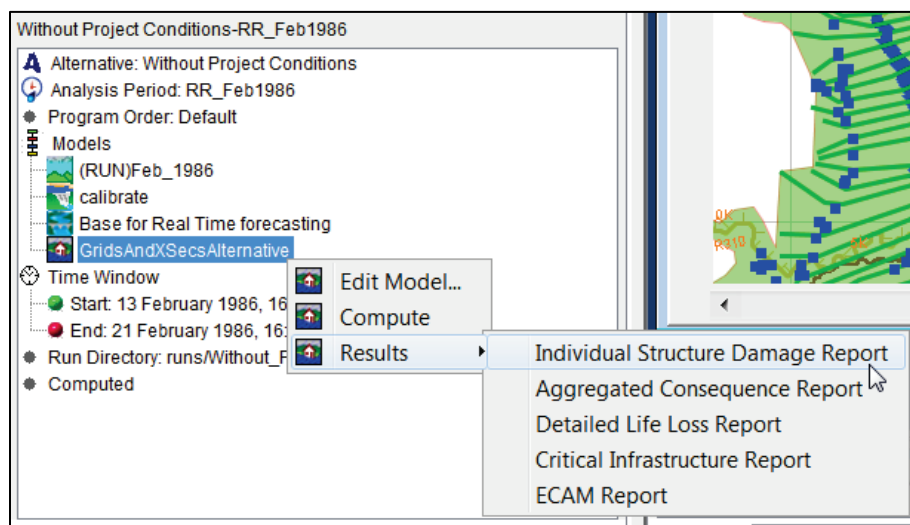 Without Project Conditions-RR_Feb1986
Alternative: Without Project Conditions
Analysis Period: RR_Feb1986
Program Order: Default
Models
(RUN)Feb_1986
calibrate
Base for Real Time forecasting
GridsAndXSecsAlternative
Time Window
Start: 13 February 1986, 16
End: 21 February 1986, 16:
Run Directory: runs/Without_
Computed
Edit Model...
Compute
Results
Individual Structure Damage Report
Aggregated Consequence Report
Detailed Life Loss Report
Critical Infrastructure Report
ECAM Report